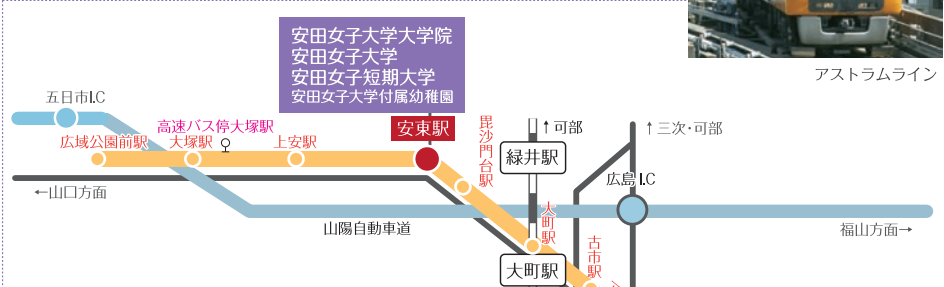 安田女子大学大学院
安田女子大学
安田女子短期大学
安田女子大学付属幼稚園
アストラムライン
五日市I.C
高速バス停大塚駅
安東駅
広域公園前駅
大塚駅
上安駅
毘沙門台駅
↑可部
緑井駅
↑三次・可部
広島I.C
←山口方面
山陽自動車道
大町駅
福山方面→
古市駅
大町駅